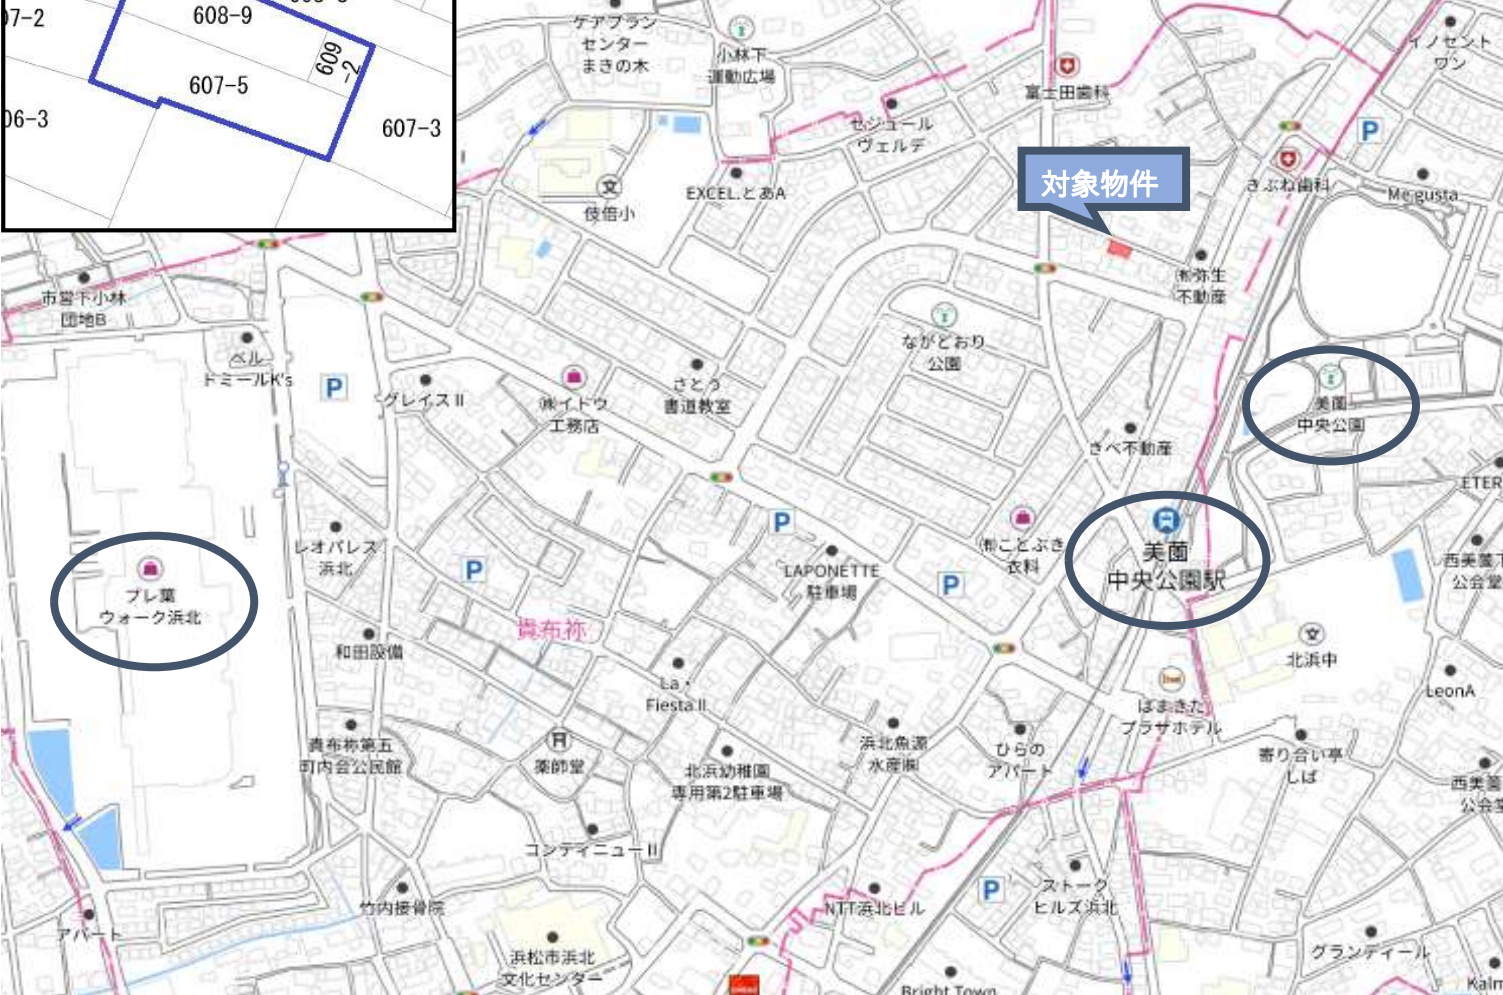 07-2
608-9
609
-2
607-5
06-3
607-3
ケアプラン
センター
まきの木
小林下
運動広場
富士田歯科
イノセント
ワン
セジュール
ヴェルデ
P
きぶね歯科
Me gusta
対象物件
EXCEL.とあA
伎倍小
㈲弥生
不動産
市営下小林
団地B
ベル
トミールK's
P
グレイスⅡ
㈱イトウ
工務店
さとう
書道教室
ながどおり
公園
美薗
中央公園
きべ不動産
ETER
レオパレス
浜北
P
P
LAPONETTE
駐車場
P
㈲ことぶき
衣料
美薗
中央公園駅
西美薗下
公会堂
プレ葉
ウォーク浜北
貴布祢
和田設備
La・
FiestaⅡ
北浜中
LeonA
はまきた
プラザホテル
貴布祢第五
町内会公民館
薬師堂
北浜幼稚園
専用第2駐車場
浜北魚源
水産㈱
ひらの
アパート
寄り合い亭
しば
西美薗
公会堂
コンティニューⅡ
竹内接骨院
NTT浜北ビル
P
ストーク
ヒルズ浜北
アパート
浜松市浜北
文化センター
グランディール
Bright Town
Kalm